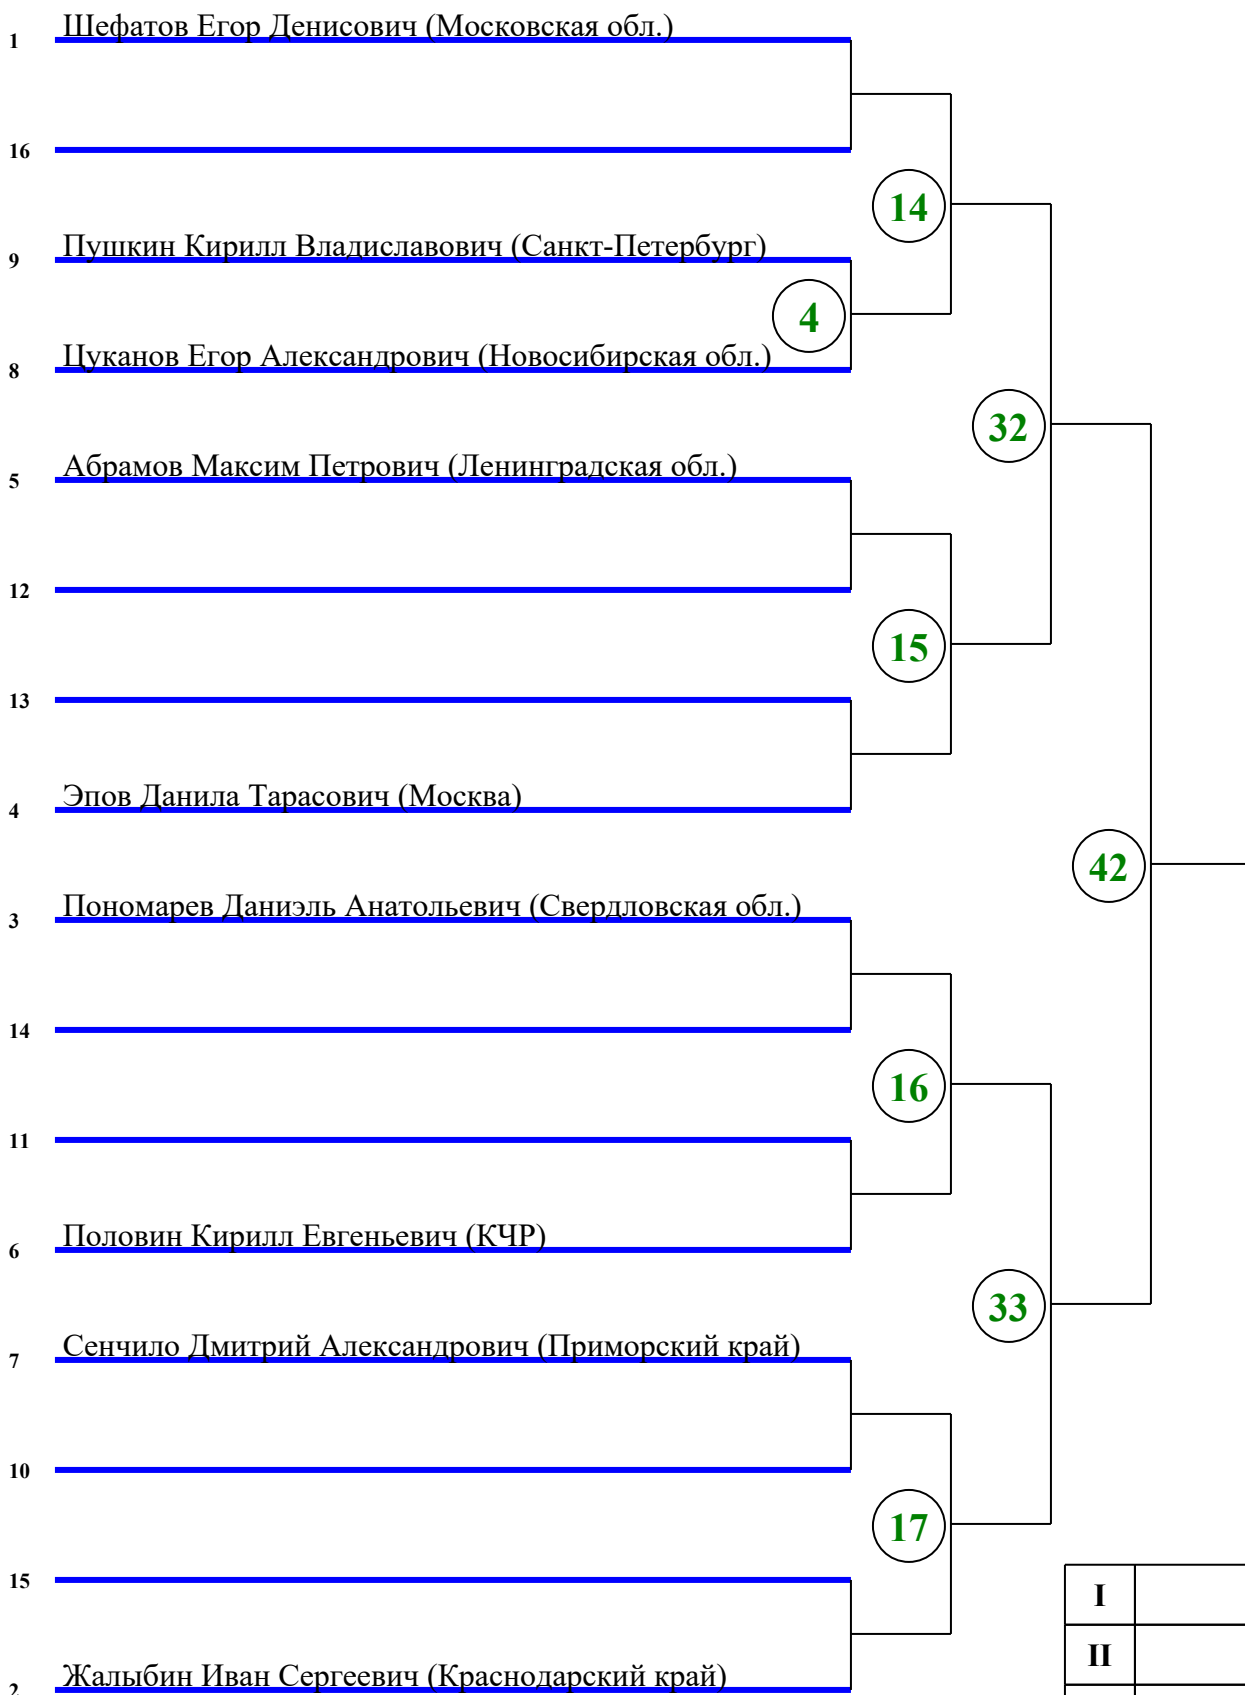 1 Шефатов Егор Денисович (Московская обл.)
16
14
9 Пушкин Кирилл Владиславович (Санкт-Петербург)
4
8 Цуканов Егор Александрович (Новосибирская обл.)
32
5 Абрамов Максим Петрович (Ленинградская обл.)
12
15
13
4 Эпов Данила Тарасович (Москва)
42
3 Пономарев Даниэль Анатольевич (Свердловская обл.)
14
16
11
6 Половин Кирилл Евгеньевич (КЧР)
33
7 Сенчило Дмитрий Александрович (Приморский край)
10
17
15
I
II
2 Жалыбин Иван Сергеевич (Краснодарский край)